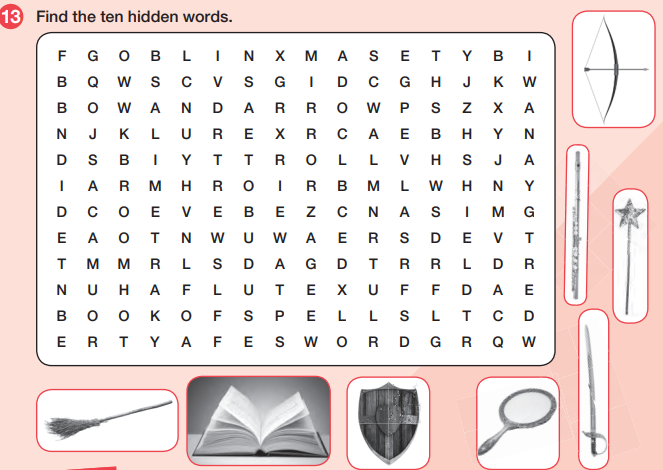 13 Find the ten hidden words.
F G O B L I N X M A S E T Y B I
B Q W S C V S G I D C G H J K W
B O W A N D A R R O W P S Z X A
N J K L U R E X R C A E B H Y N
D S B I Y T T R O L L V H S J A
I A R M H R O I R B M L W H N Y
D C O E V E B E Z C N A S I M G
E A O T N W U W A E R S D E V T
T M M R L S D A G D T R R L D R
N U H A F L U T E X U F F D A E
B O O K O F S P E L L S L T C D
E R T Y A F E S W O R D G R Q W